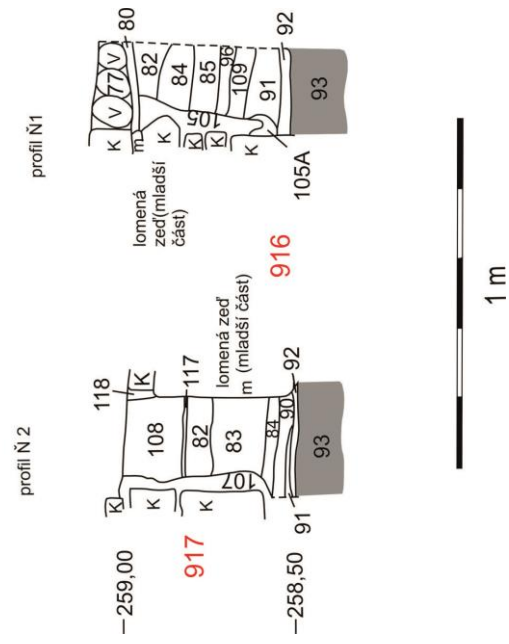 profil Ñ1
80
V
77
V
K
m
82
84
85
96
109
91
92
105
K
K
K
K
93
105A
lomená
zeď(mladší
část)
916
profil Ñ 2
118
K
117
108
82
83
84
90
92
lomená zeď
m (mladší část)
K
K
K
107
91
93
917
259,00
258,50
1 m